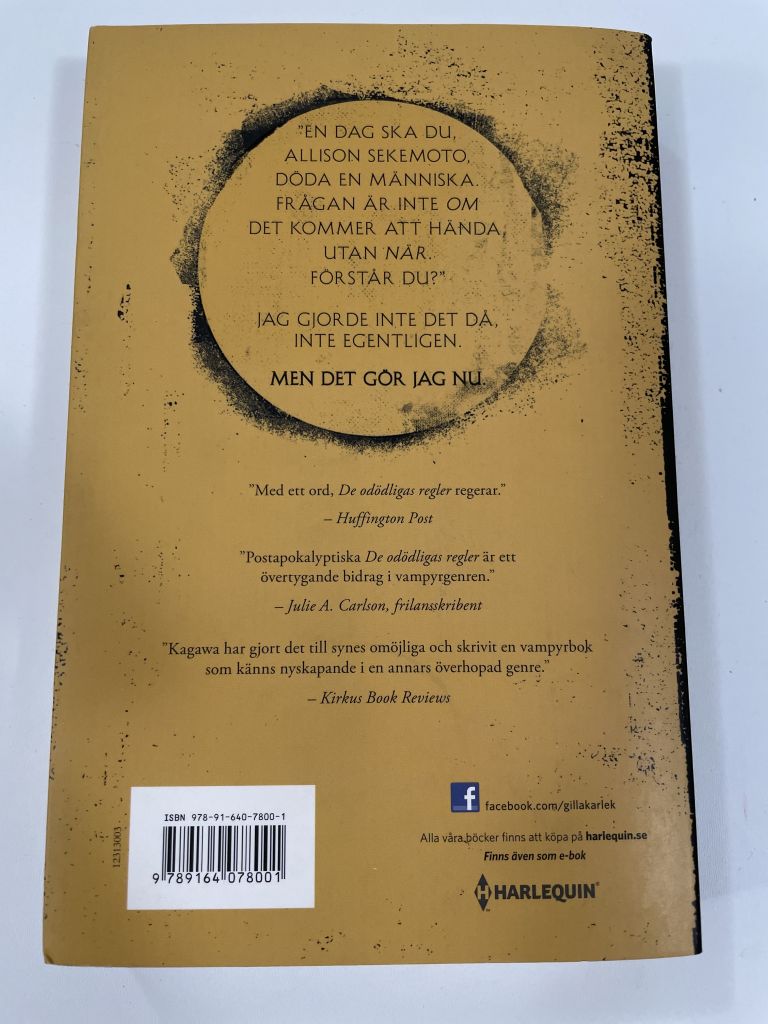 ”EN DAG SKA DU,
ALLISON SEKEMOTO,
DÖDA EN MÄNNISKA.
FRÅGAN ÄR INTE OM
DET KOMMER ATT HÄNDA,
UTAN NÄR.
FÖRSTÅR DU?”
JAG GJORDE INTE DET DÅ,
INTE EGENTLIGEN.
MEN DET GÖR JAG NU.
”Med ett ord, De odödligas regler regerar.”
– Huffington Post
”Postapokalyptiska De odödligas regler är ett
övertygande bidrag i vampyrgenren.”
– Julie A. Carlson, frilansskribent
”Kagawa har gjort det till synes omöjliga och skrivit en vampyrbok
som känns nyskapande i en annars överhopad genre.”
– Kirkus Book Reviews
12313003
ISBN 978-91-640-7800-1
9 789164 078001
f facebook.com/gillakarlek
Alla våra böcker finns att köpa på harlequin.se
Finns även som e-bok
H HARLEQUIN®